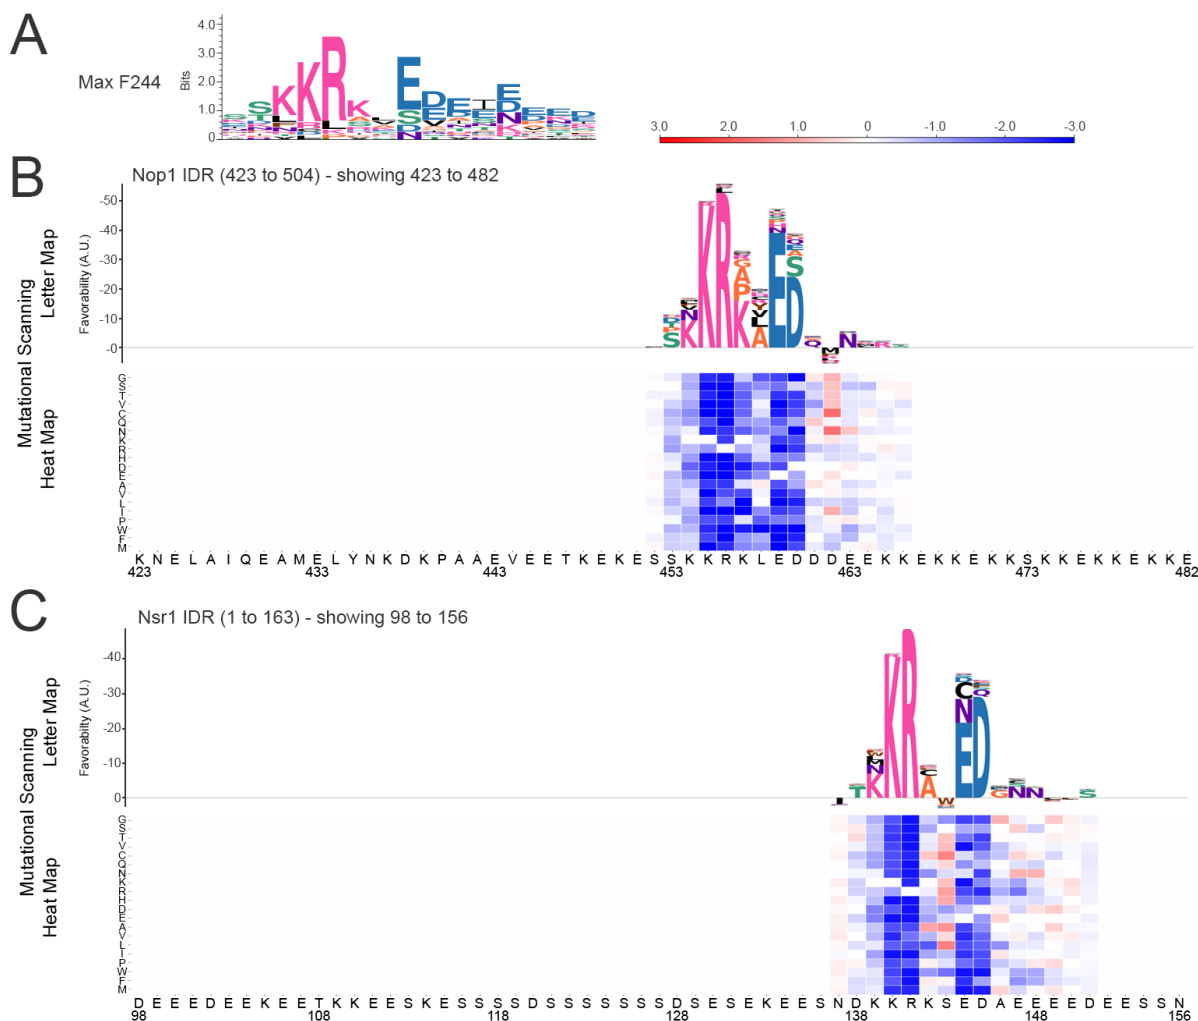 A
Max F244
Bits
4.0
3.0
2.0
1.0
0
3.0 2.0 1.0 0 -1.0 -2.0 -3.0
B
Nop1 IDR (423 to 504) - showing 423 to 482
Mutational Scanning
Letter Map
Heat Map
Favorability (A.U.)
-50
-40
-30
-20
-10
-0
G
S
T
V
C
Q
N
K
R
H
D
E
A
V
L
I
P
W
F
M
K N E L A I Q E A M E L Y N K D K P A A E V E E T K E K E S S K K R K L E D D D E K K E K K E K K S K K E K K E K K E
423 433 443 453 463 473 482
C
Nsr1 IDR (1 to 163) - showing 98 to 156
Mutational Scanning
Letter Map
Heat Map
Favorability (A.U.)
-40
-30
-20
-10
0
G
S
T
V
C
Q
N
K
R
H
D
E
A
V
L
I
P
W
F
M
D E E E D E E K E E T K K E E S K E S S S S D S S S S S S S D S E S E K E E S N D K K R K S E D A E E E E D E E S S N
98 108 118 128 138 148 156